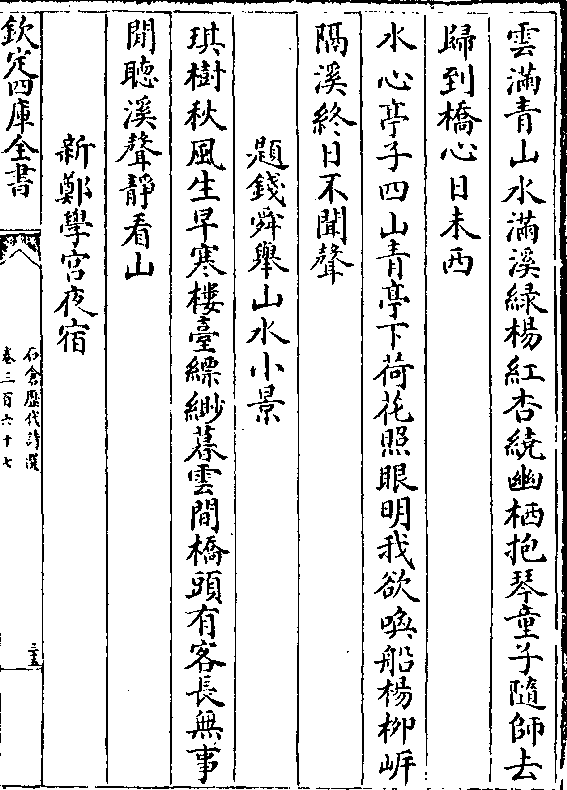 雲滿青山水滿溪緑楊紅杏繞幽栖抱琴童子隨師去
歸到橋心日未西
水心亭子四山青亭下荷花照眼明我欲喚船楊柳岸
隔溪終日不聞聲
題錢舜舉山水小景
琪樹秋風生早寒樓臺縹緲暮雲間橋頭有客長無事
閒聽溪聲靜看山
新鄭學宮夜宿
欽定四庫全書
石倉歷代詩選
卷三百六十七
三五